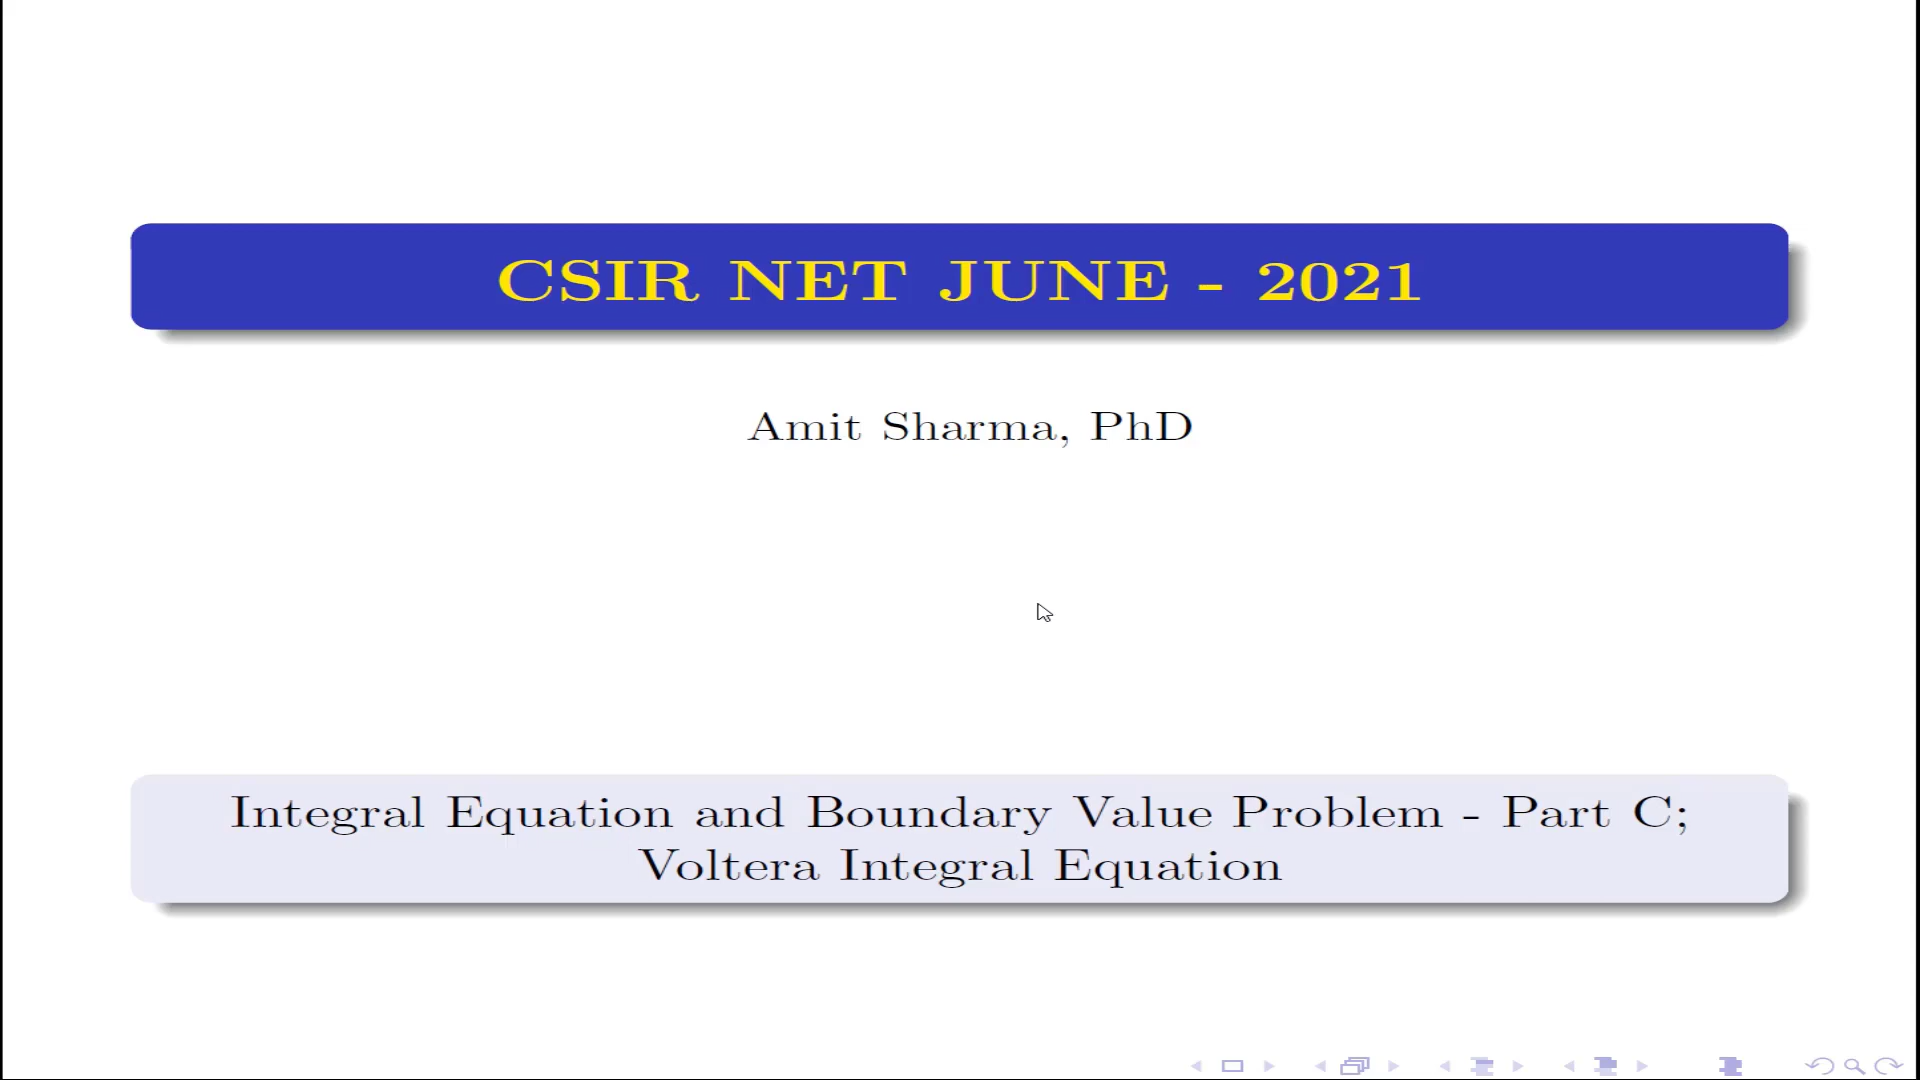 CSIR NET JUNE - 2021
Amit Sharma, PhD
Integral Equation and Boundary Value Problem - Part C;
Voltera Integral Equation